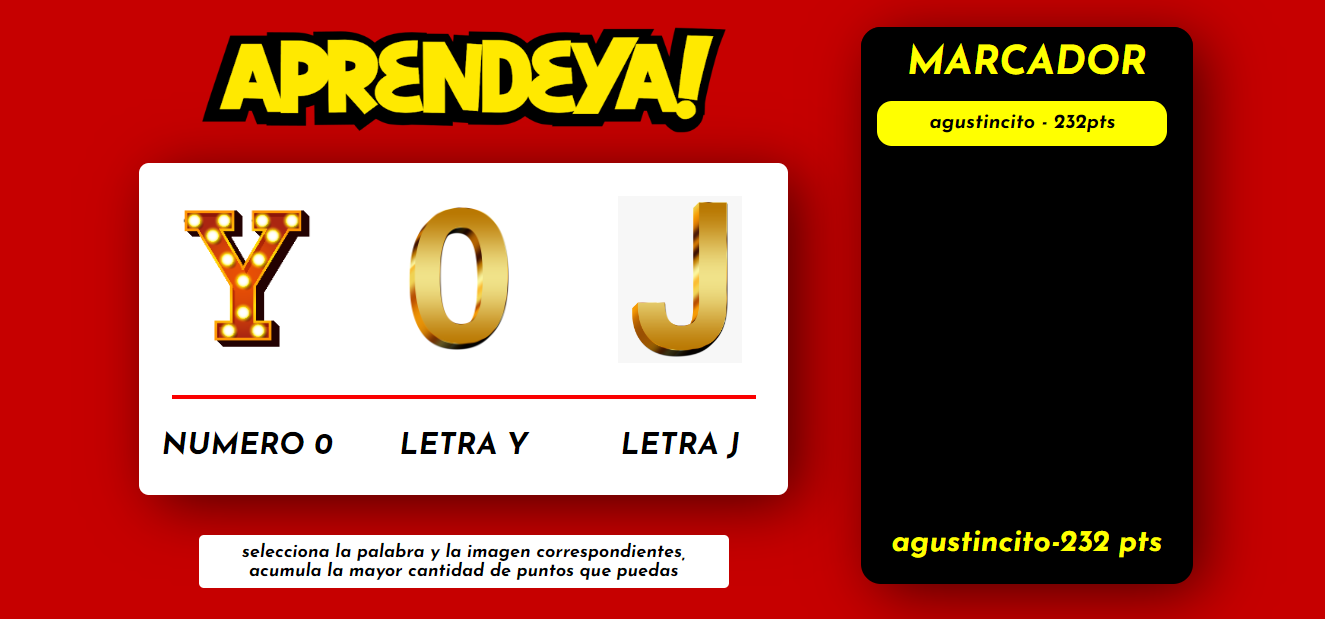 APRENDEYA!
Y 0 J
NUMERO 0 LETRA Y LETRA J
selecciona la palabra y la imagen correspondientes,
acumula la mayor cantidad de puntos que puedas
MARCADOR
agustincito - 232pts
agustincito-232 pts